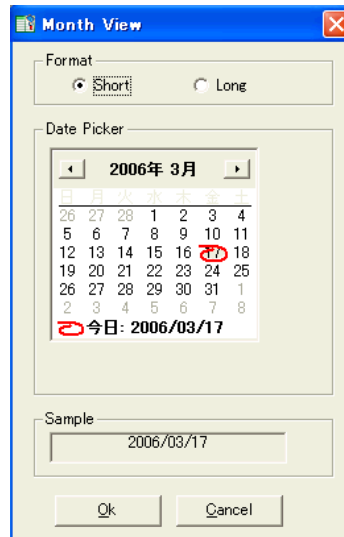 Month View
Format
Short Long
Date Picker
2006年 3月
日 月 火 水 木 金 土
26 27 28 1 2 3 4
5 6 7 8 9 10 11
12 13 14 15 16 17 18
19 20 21 22 23 24 25
26 27 28 29 30 31 1
2 3 4 5 6 7 8
今日: 2006/03/17
Sample
2006/03/17
Ok Cancel